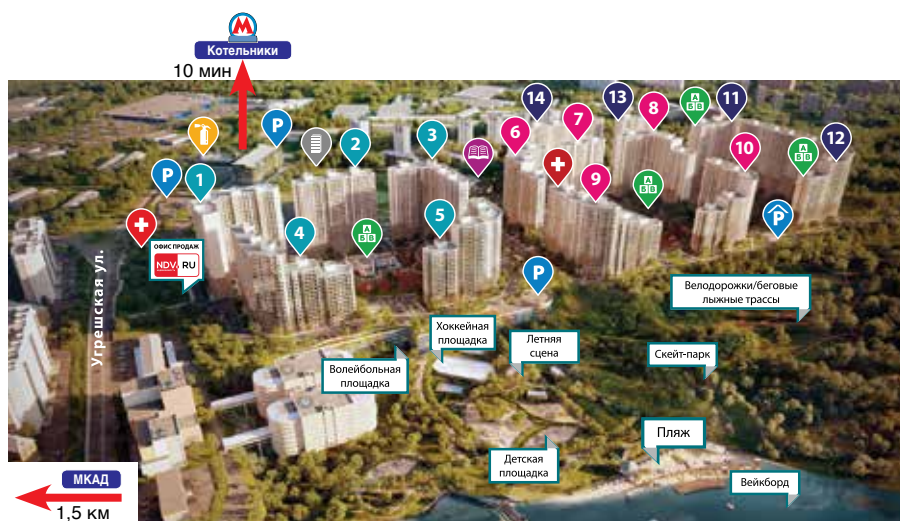 М
Котельники
10 мин
14
13
8
А
Б В
11
P
6
7
2
3
12
А
Б В
10
P
1
9
А
Б В
P
4
5
А
Б В
ОФИС ПРОДАЖ
NDV RU
P
Угрешская ул.
Велодорожки/беговые
лыжные трассы
Хоккейная
площадка
Летняя
сцена
Скейт-парк
Волейбольная
площадка
Пляж
Детская
площадка
Вейкборд
МКАД
1,5 км